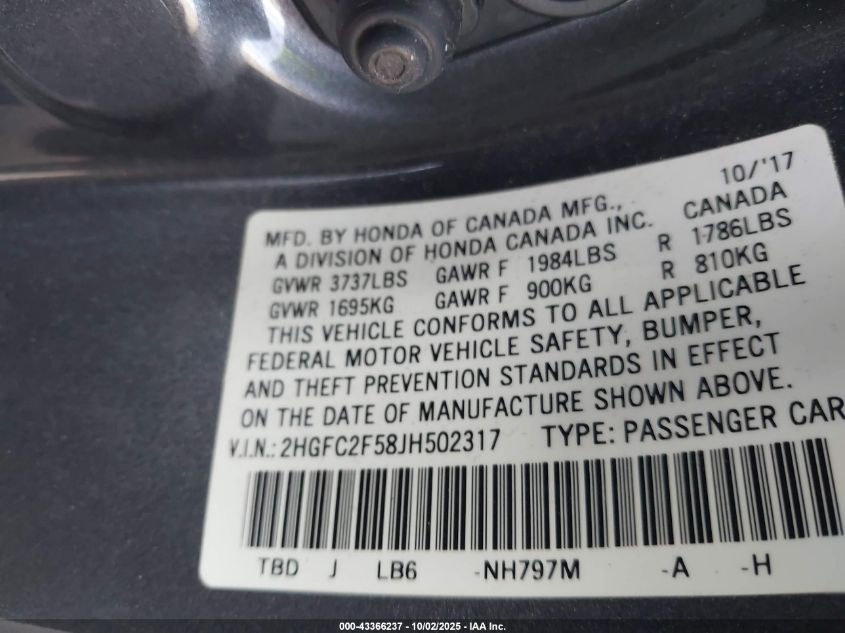 10/'17
MFD. BY HONDA OF CANADA MFG.,
A DIVISION OF HONDA CANADA INC. CANADA
GVWR 3737LBS GAWR F 1984LBS R 1786LBS
GVWR 1695KG GAWR F 900KG R 810KG
THIS VEHICLE CONFORMS TO ALL APPLICABLE
FEDERAL MOTOR VEHICLE SAFETY, BUMPER,
AND THEFT PREVENTION STANDARDS IN EFFECT
ON THE DATE OF MANUFACTURE SHOWN ABOVE.
V.I.N.: 2HGFC2F58JH502317 TYPE: PASSENGER CAR
TBD J LB6 -NH797M -A -H
000-43366237 - 10/02/2025 - IAA Inc.